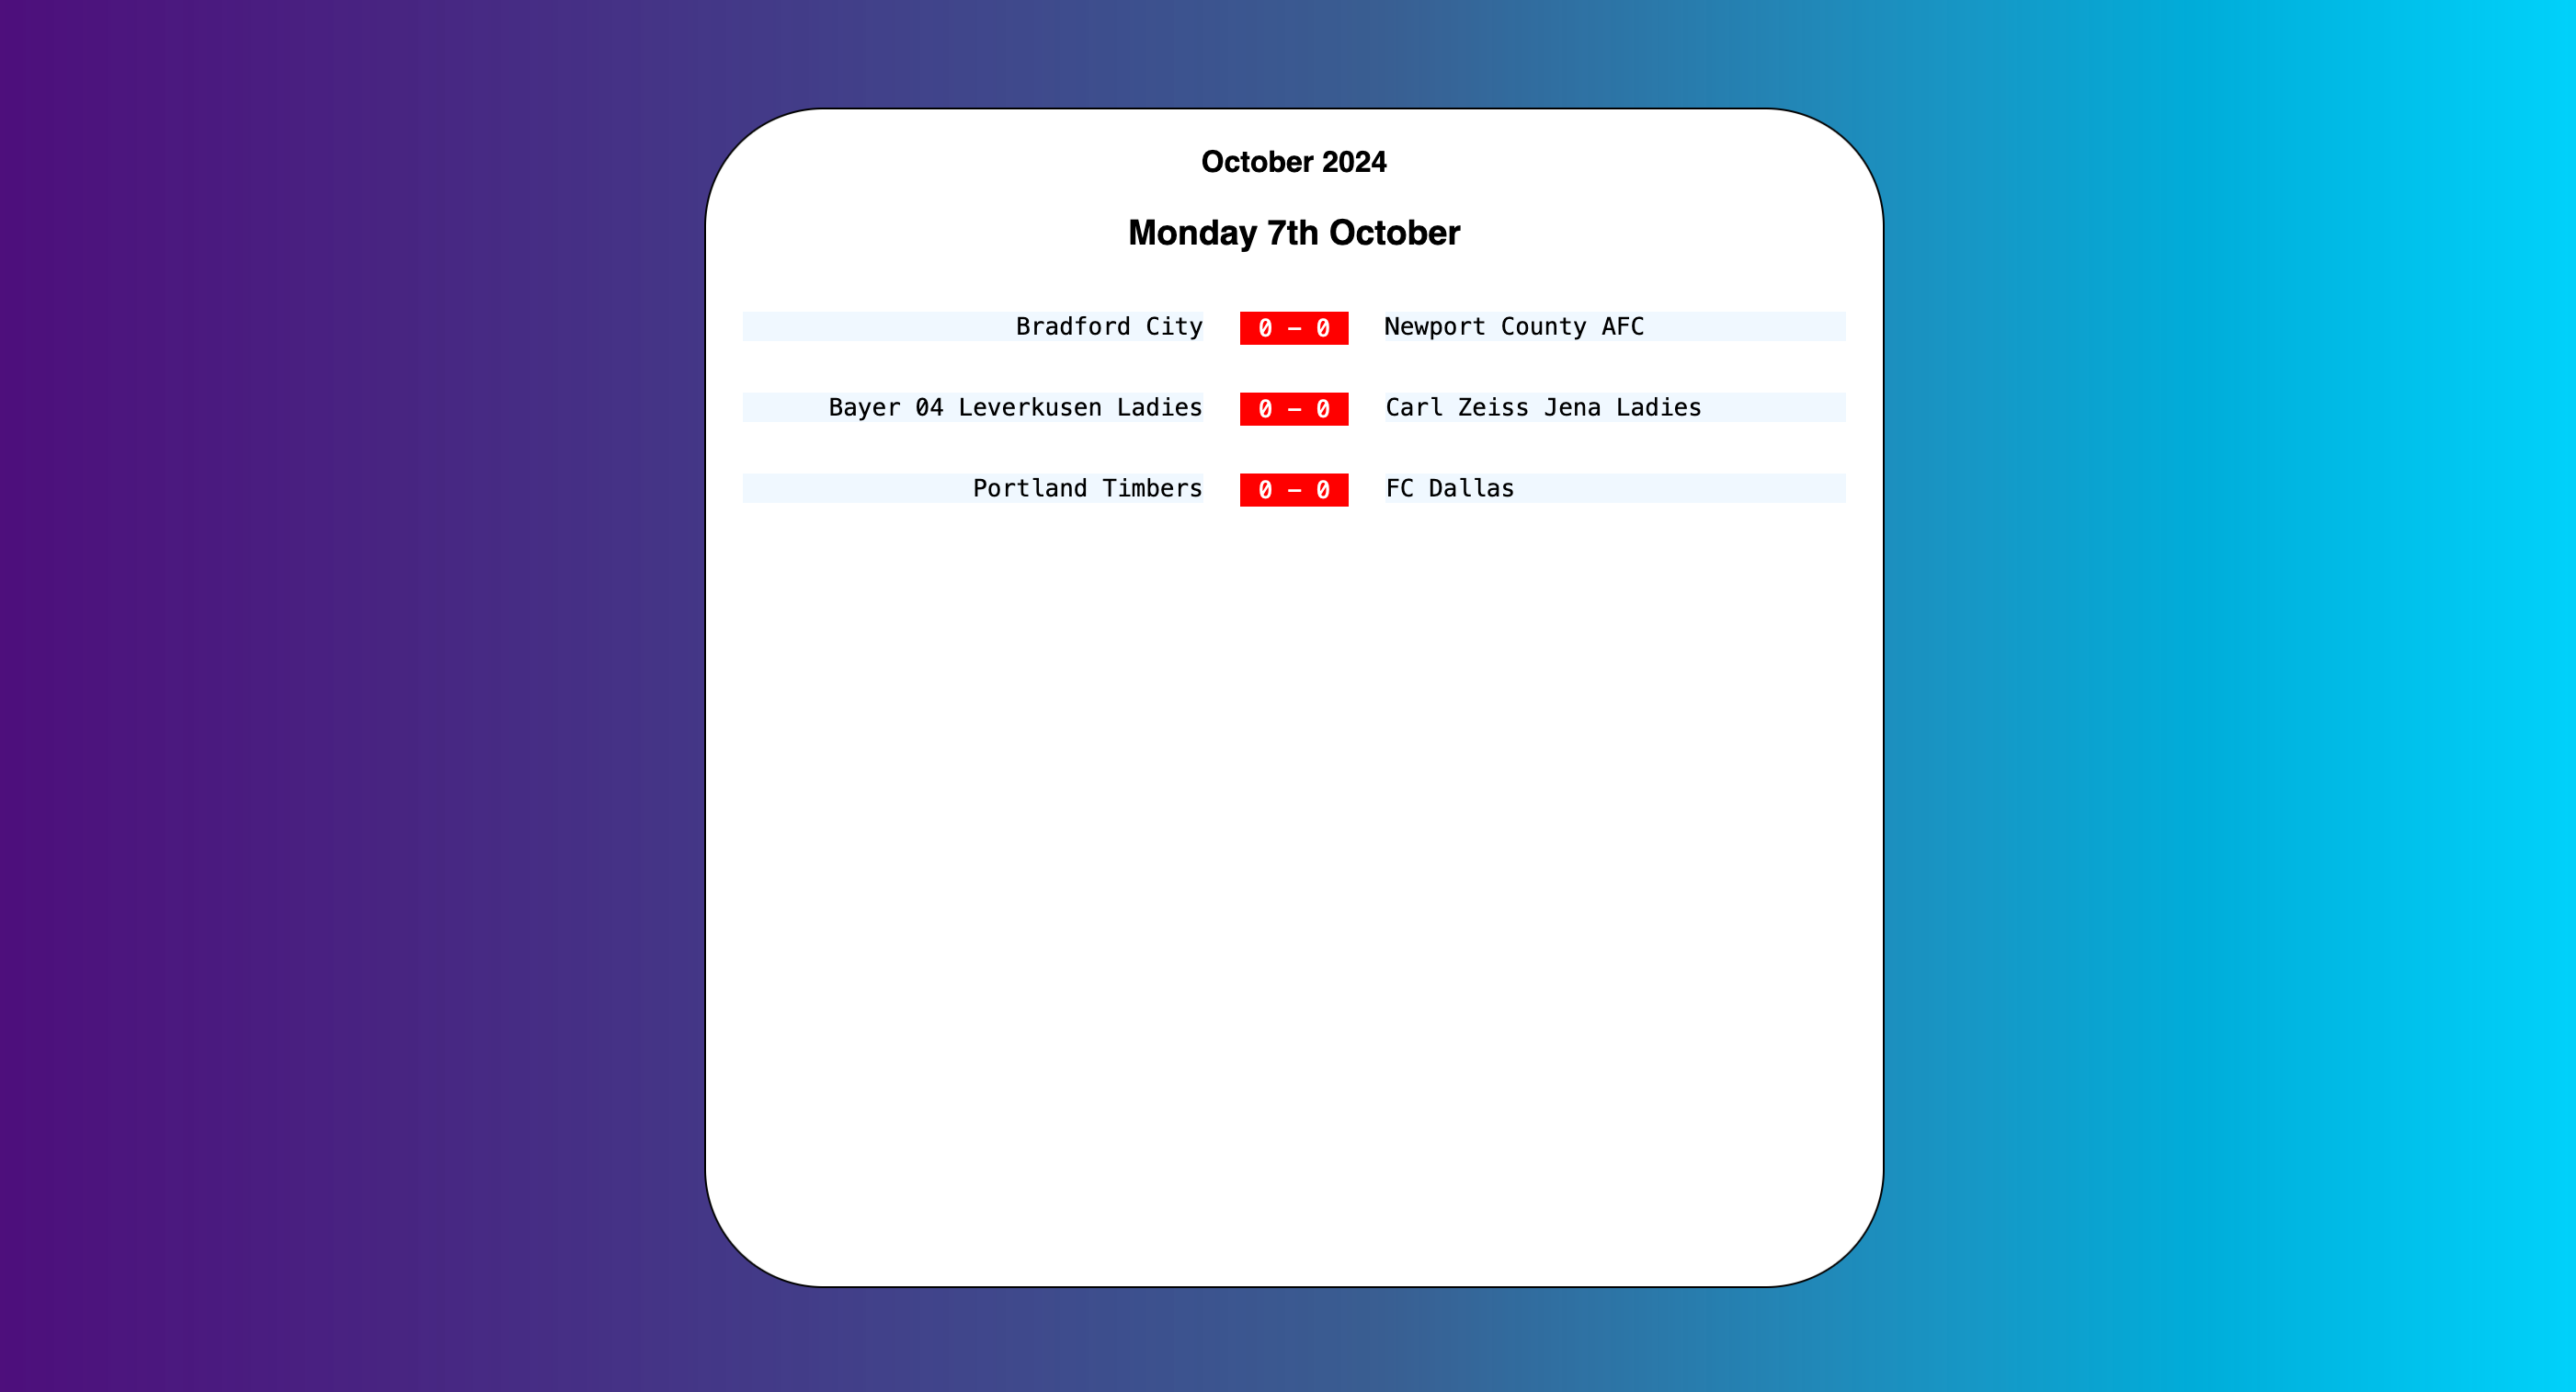 October 2024
Monday 7th October
Bradford City 0 – 0 Newport County AFC
Bayer 04 Leverkusen Ladies 0 – 0 Carl Zeiss Jena Ladies
Portland Timbers 0 – 0 FC Dallas